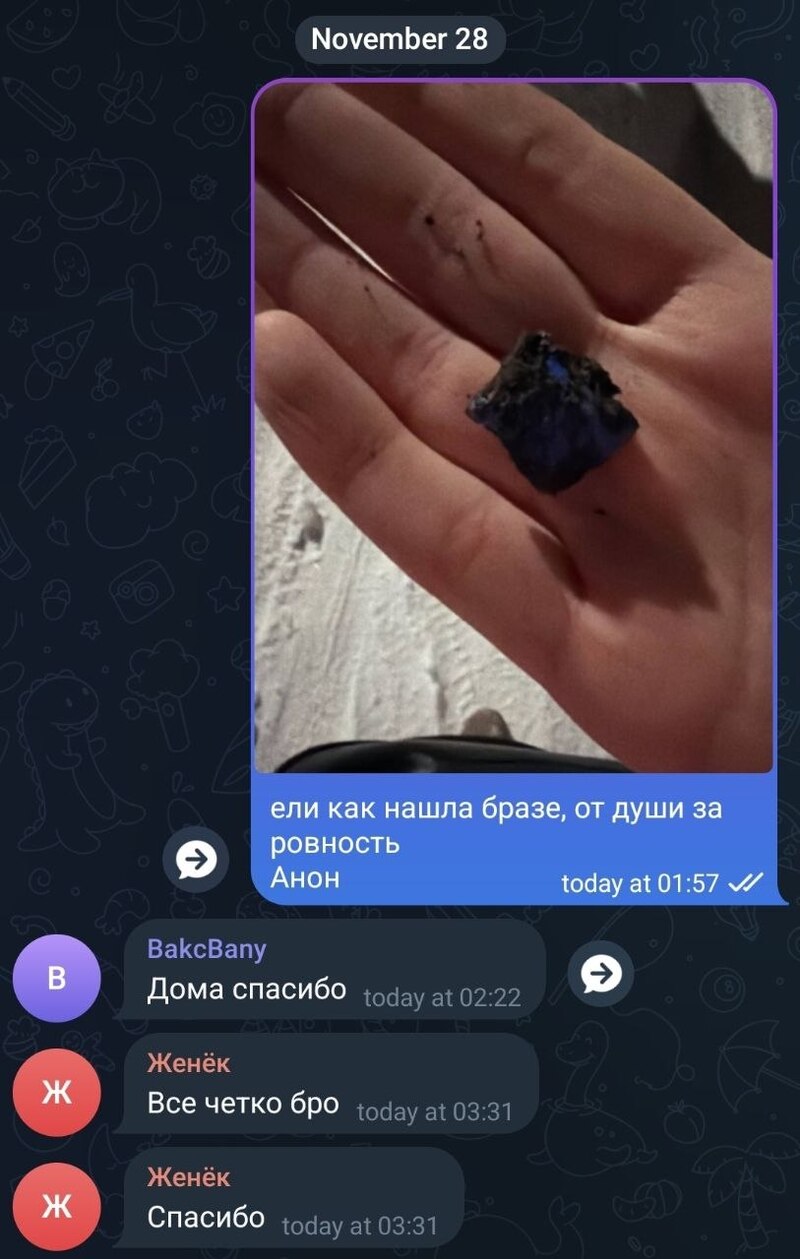 November 28
ели как нашла бразе, от души за
ровность
Анон
today at 01:57
B
BaksBany
Дома спасибо today at 02:22
Ж
Женёк
Все четко бро today at 03:31
Женёк
Ж
Спасибо today at 03:31